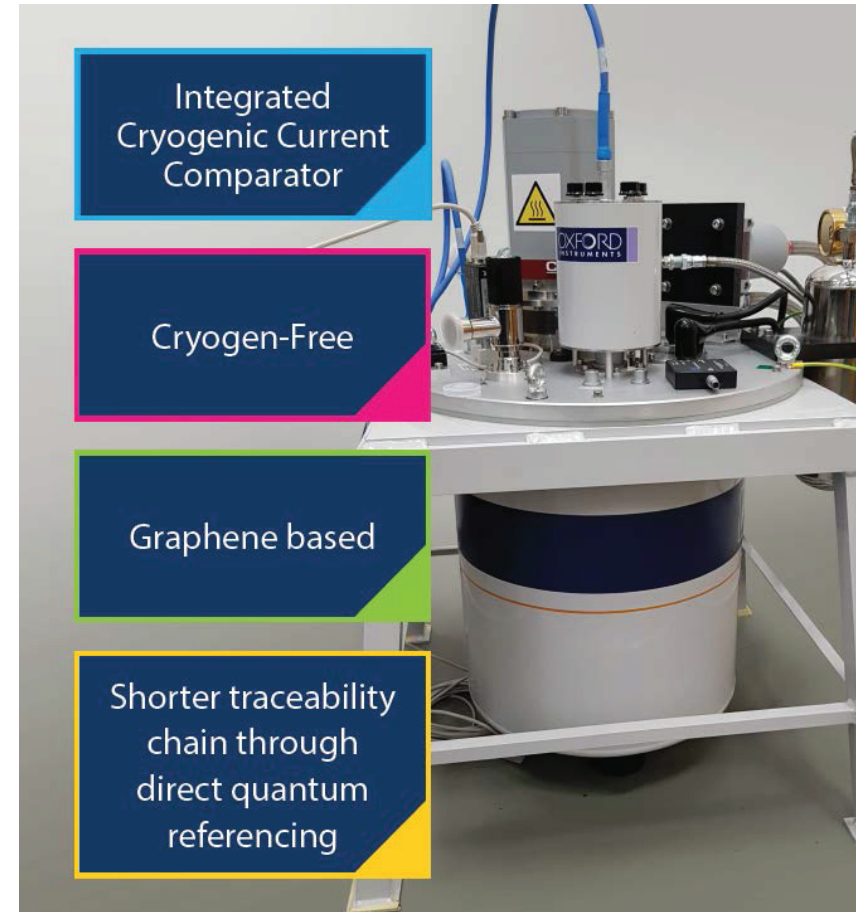 Integrated
Cryogenic Current
Comparator
Cryogen-Free
Graphene based
Shorter traceability
chain through
direct quantum
referencing
OXFORD
INSTRUMENTS